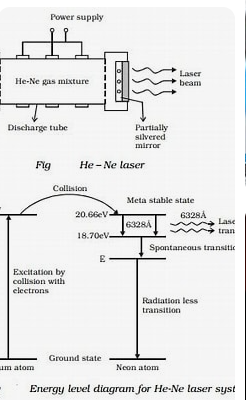 Power supply
He-Ne gas mixture
Laser
beam
Discharge tube
Partially
silvered
mirror
Fig He – Ne laser
Collision
Meta stable state
20.66eV
6328Å
6328Å
18.70eV
Spontaneous
E
Excitation by
collision with
electrons
Radiation less
transition
Ground state
atom
Neon atom
Energy level diagram for He-Ne laser